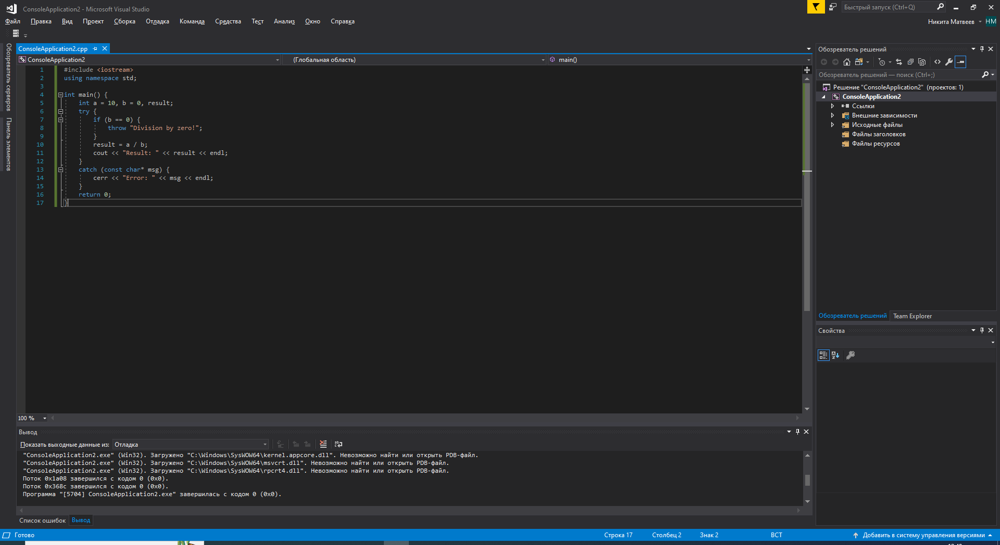 ConsoleApplication2 - Microsoft Visual Studio
Быстрый запуск (Ctrl+Q)
Файл Правка Вид Проект Сборка Отладка Команда Средства Тест Анализ Окно Справка
Никита Матвеев НМ
Обозреватель серверов
Панель элементов
ConsoleApplication2.cpp
ConsoleApplication2 (Глобальная область) main()
1 #include <iostream>
2 using namespace std;
3
4 int main() {
5 int a = 10, b = 0, result;
6 try {
7 if (b == 0) {
8 throw "Division by zero!";
9 }
10 result = a / b;
11 cout << "Result: " << result << endl;
12 }
13 catch (const char* msg) {
14 cerr << "Error: " << msg << endl;
15 }
16 return 0;
17 }
100 %
Вывод
Показать выходные данные из: Отладка
"ConsoleApplication2.exe" (Win32). Загружено "C:\Windows\SysWOW64\kernel.appcore.dll". Невозможно найти или открыть PDB-файл.
"ConsoleApplication2.exe" (Win32). Загружено "C:\Windows\SysWOW64\msvcrt.dll". Невозможно найти или открыть PDB-файл.
"ConsoleApplication2.exe" (Win32). Загружено "C:\Windows\SysWOW64\rpcrt4.dll". Невозможно найти или открыть PDB-файл.
Поток 0x1a08 завершился с кодом 0 (0x0).
Поток 0x368c завершился с кодом 0 (0x0).
Программа "[5704] ConsoleApplication2.exe" завершилась с кодом 0 (0x0).
Список ошибок Вывод
Обозреватель решений
Обозреватель решений — поиск (Ctrl+;)
Решение "ConsoleApplication2" (проектов: 1)
ConsoleApplication2
Ссылки
Внешние зависимости
Исходные файлы
Файлы заголовков
Файлы ресурсов
Обозреватель решений Team Explorer
Свойства
Готово Строка 17 Столбец 2 Знак 2 ВСТ Добавить в систему управления версиями